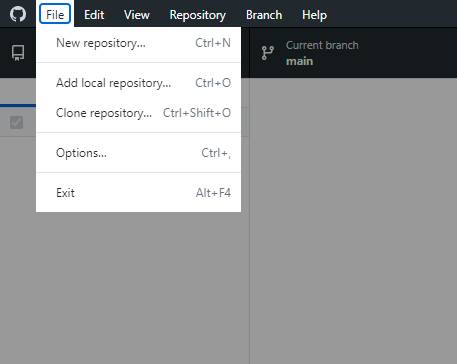 File Edit View Repository Branch Help
New repository... Ctrl+N
Add local repository... Ctrl+O
Clone repository... Ctrl+Shift+O
Options... Ctrl+,
Exit Alt+F4
Current branch
main